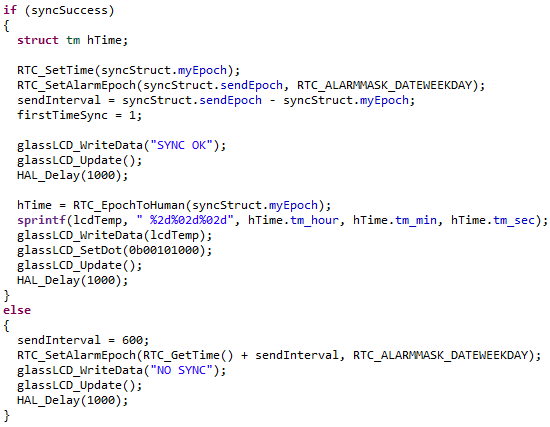 if (syncSuccess)
{
  struct tm hTime;

  RTC_SetTime(syncStruct.myEpoch);
  RTC_SetAlarmEpoch(syncStruct.sendEpoch, RTC_ALARMMASK_DATEWEEKDAY);
  sendInterval = syncStruct.sendEpoch - syncStruct.myEpoch;
  firstTimeSync = 1;

  glassLCD_WriteData("SYNC OK");
  glassLCD_Update();
  HAL_Delay(1000);

  hTime = RTC_EpochToHuman(syncStruct.myEpoch);
  sprintf(lcdTemp, " %2d%02d%02d", hTime.tm_hour, hTime.tm_min, hTime.tm_sec);
  glassLCD_WriteData(lcdTemp);
  glassLCD_SetDot(0b00101000);
  glassLCD_Update();
  HAL_Delay(1000);
}
else
{
  sendInterval = 600;
  RTC_SetAlarmEpoch(RTC_GetTime() + sendInterval, RTC_ALARMMASK_DATEWEEKDAY);
  glassLCD_WriteData("NO SYNC");
  glassLCD_Update();
  HAL_Delay(1000);
}